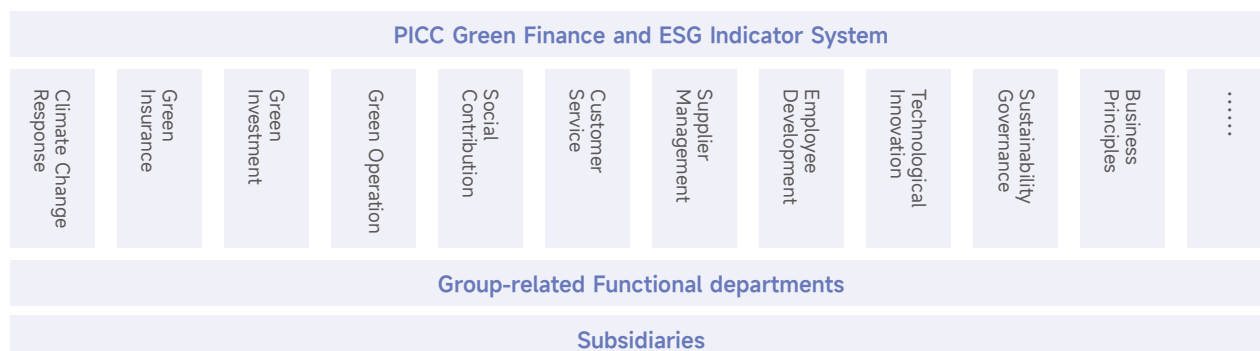 PICC Green Finance and ESG Indicator System
Climate Change
Response
Green
Insurance
Green
Investment
Green Operation
Social
Contribution
Customer
Service
Supplier
Management
Employee
Development
Technological
Innovation
Sustainability
Governance
Business
Principles
······
Group-related Functional departments
Subsidiaries